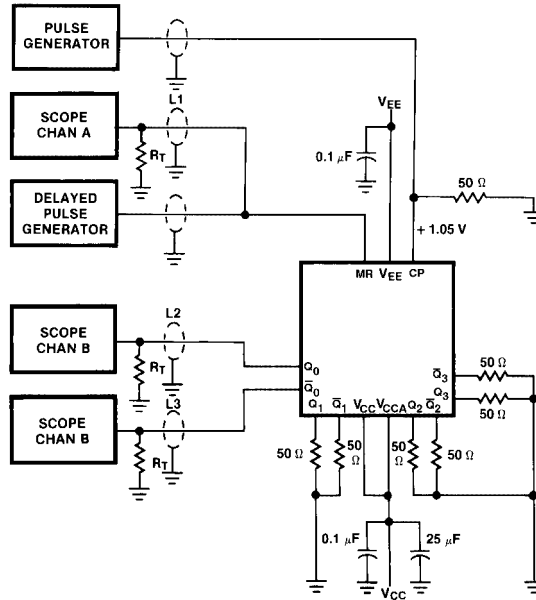 PULSE
GENERATOR
SCOPE
CHAN A
L1
RT
DELAYED
PULSE
GENERATOR
VEE
0.1 μF
50 Ω
+ 1.05 V
MR VEE CP
SCOPE
CHAN B
L2
RT
Q0
Q̅0
SCOPE
CHAN B
L3
RT
Q1 Q̅1 VCC VCCA Q2 Q̅2
Q̅3
Q3
50 Ω
50 Ω
50 Ω
50 Ω
50 Ω
50 Ω
0.1 μF
25 μF
VCC